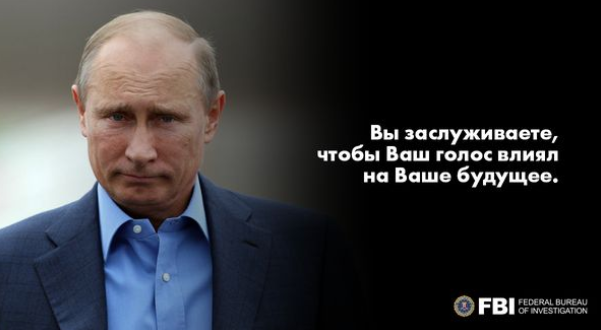 Вы заслуживаете,
чтобы Ваш голос влиял
на Ваше будущее.
FBI
FEDERAL BUREAU
OF INVESTIGATION